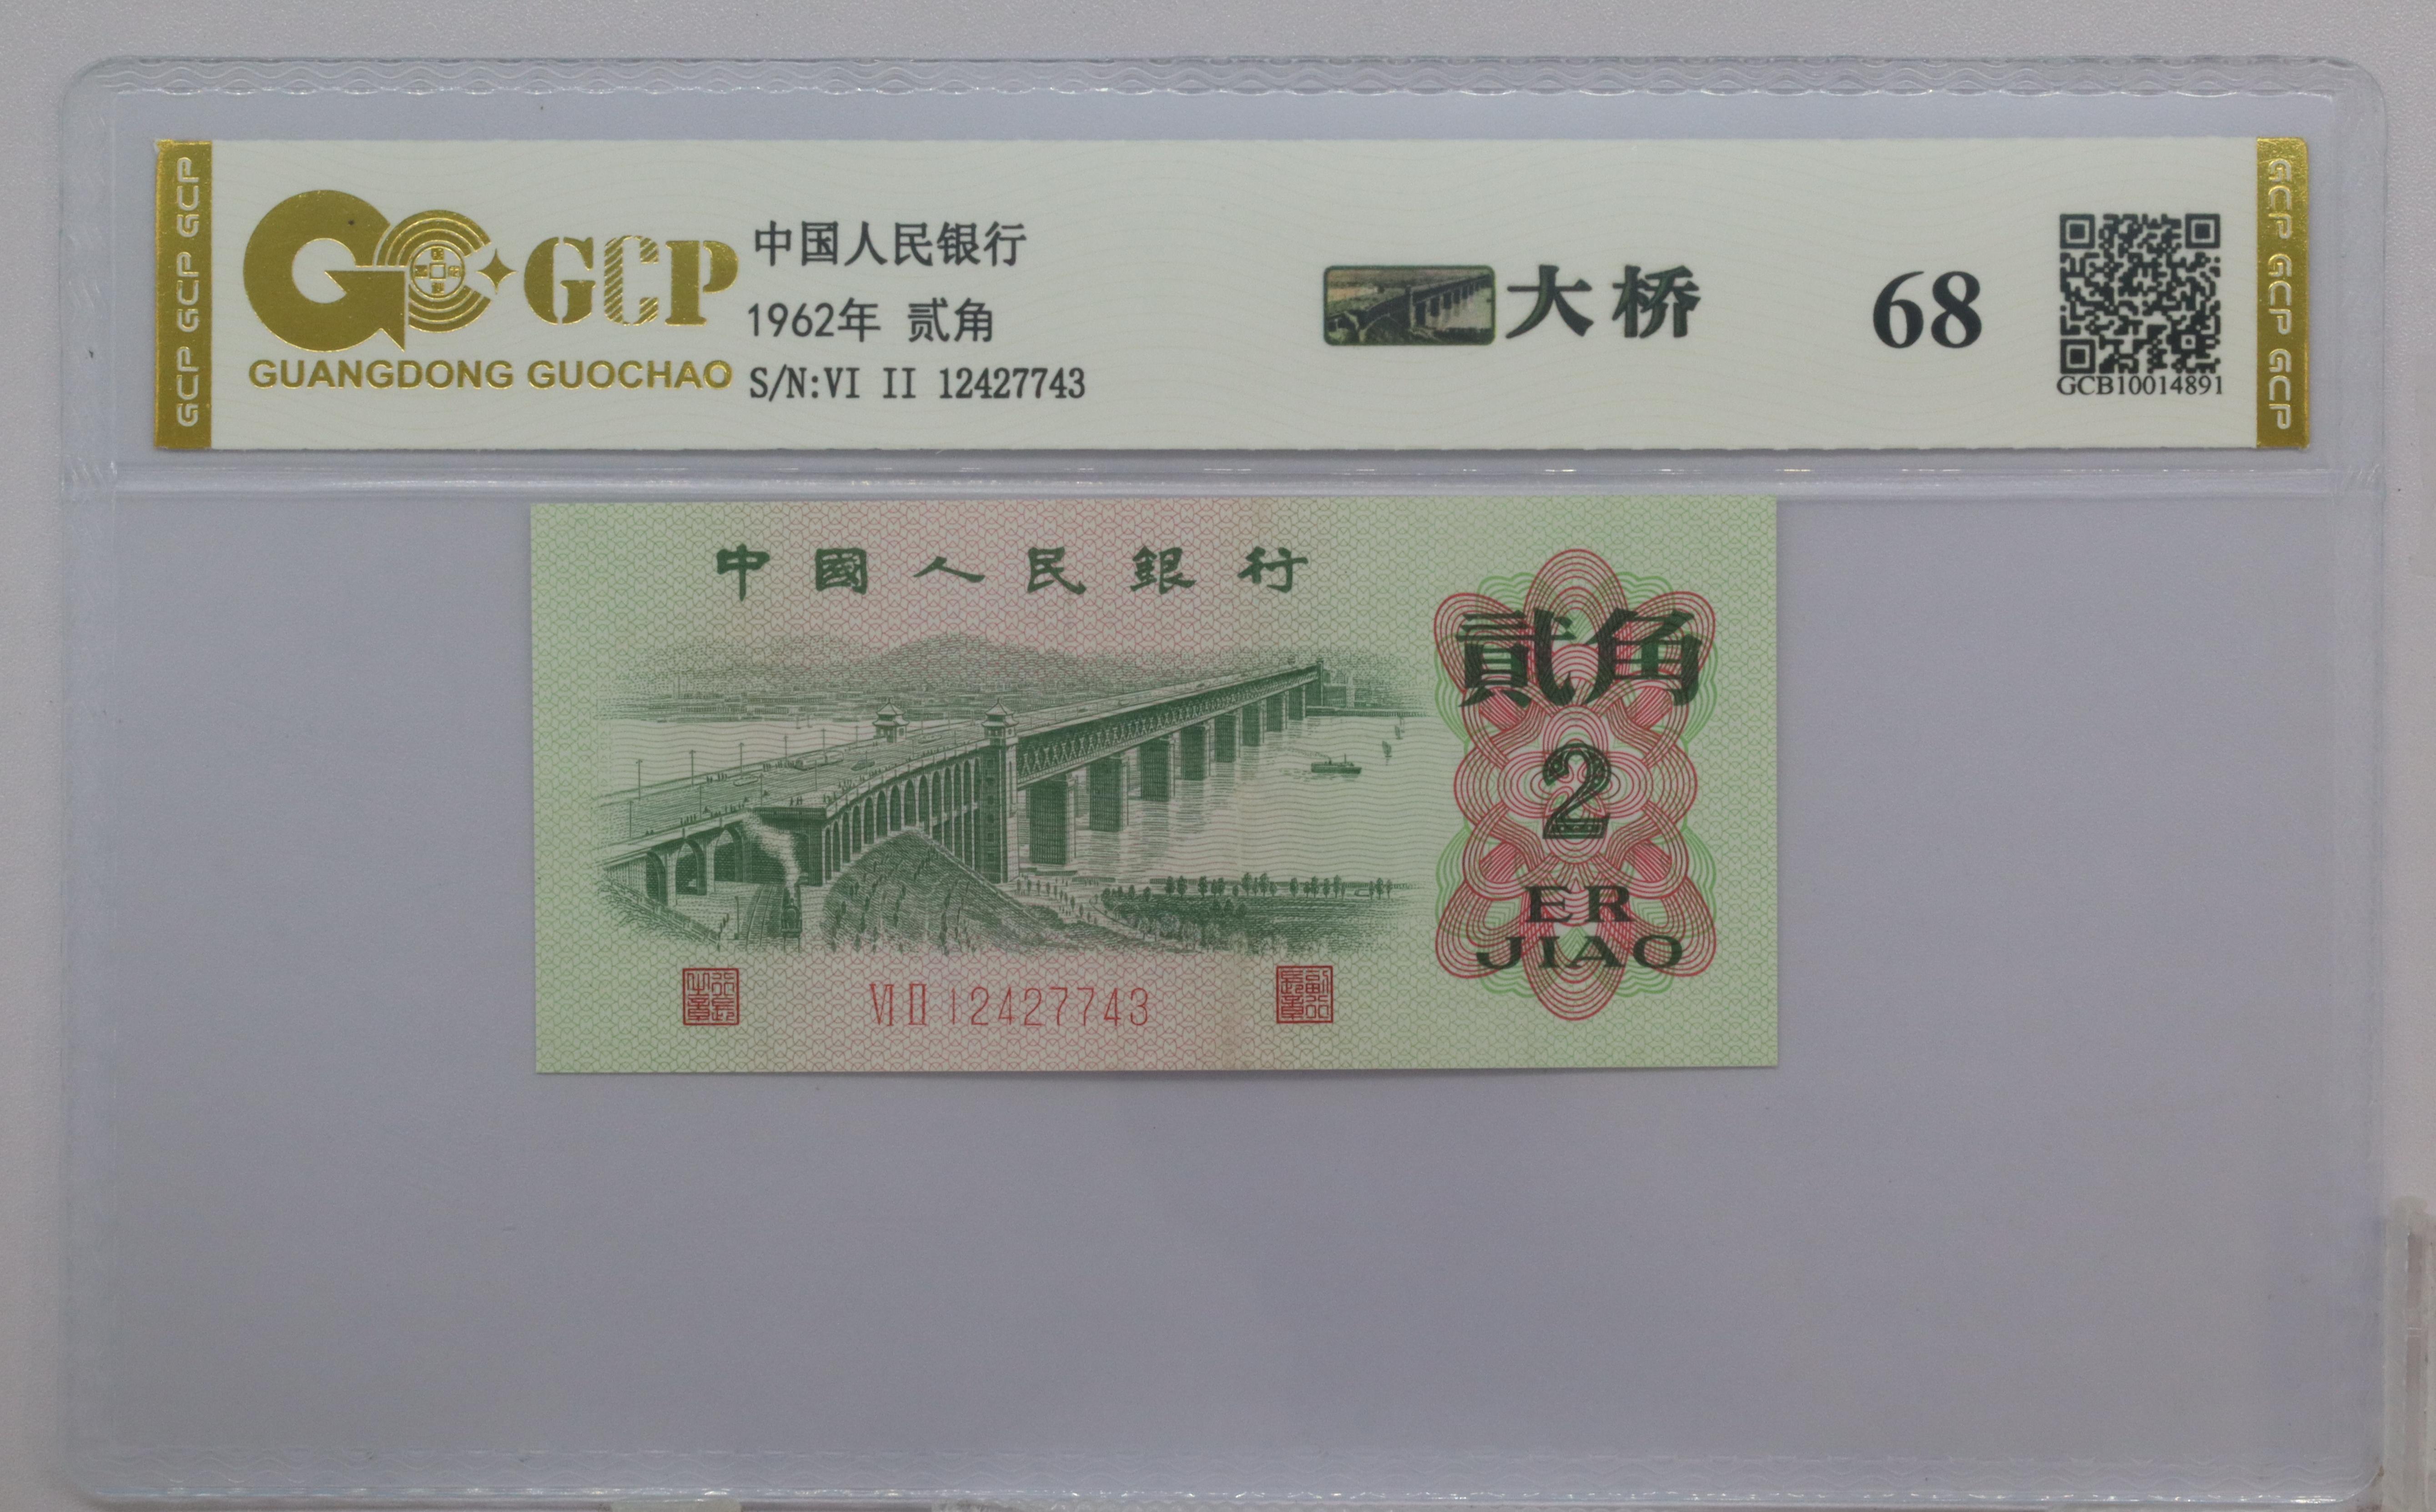 GCP GCP GCP
GCP
GUANGDONG GUOCHAO
中国人民银行
1962年 贰角
S/N:VI II 12427743
大桥
68
GCB10014891
GCP GCP GCP
中國人民銀行
貳角
2
ER
JIAO
VI II 12427743